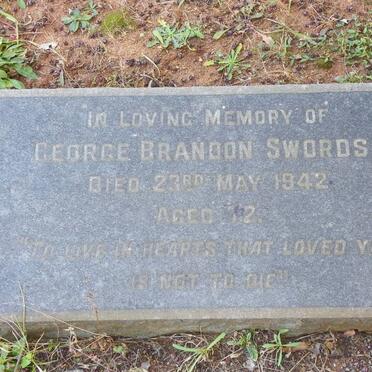 IN LOVING MEMORY OF
GEORGE BRANDON SWORDS
DIED 23RD MAY 1942
AGED 72.
"TO LIVE IN HEARTS THAT LOVED Y
IS NOT TO DIE"